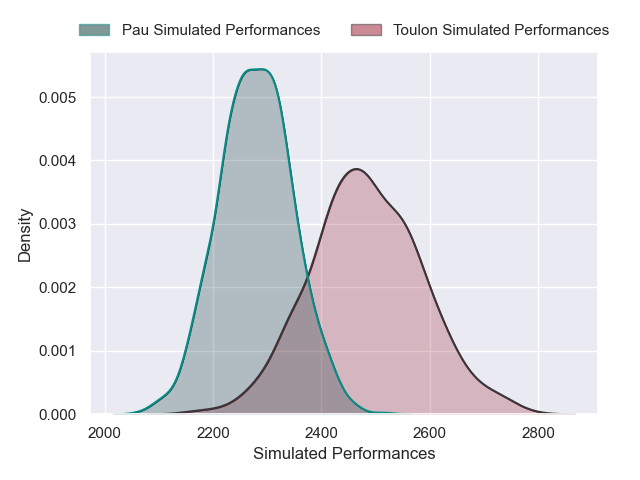 Pau Simulated Performances Toulon Simulated Performances
0.005
0.004
0.003
0.002
0.001
0.000
Density
2000 2200 2400 2600 2800
Simulated Performances